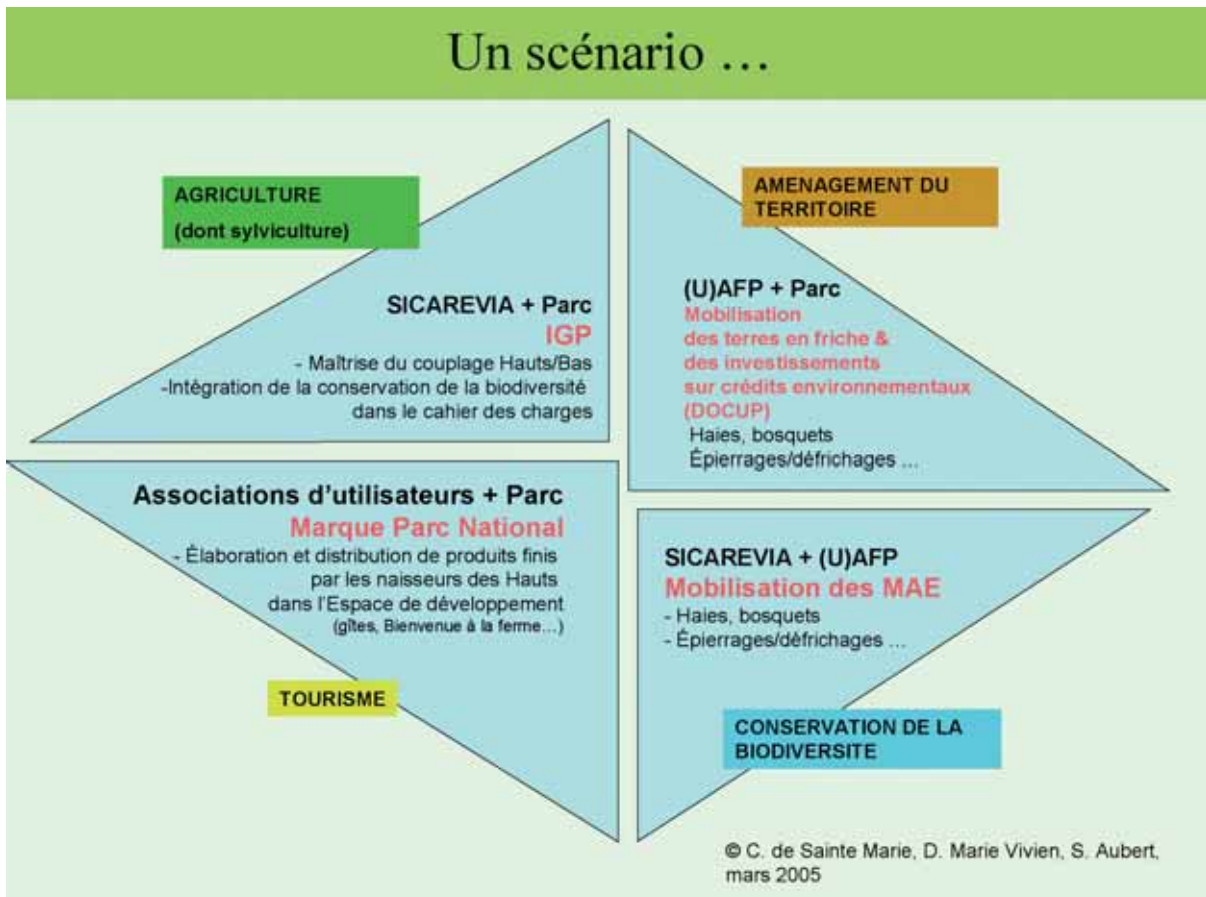 Un scénario …
AGRICULTURE
(dont sylviculture)
SICAREVIA + Parc
IGP
- Maîtrise du couplage Hauts/Bas
-Intégration de la conservation de la biodiversité
dans le cahier des charges
AMENAGEMENT DU
TERRITOIRE
(U)AFP + Parc
Mobilisation
des terres en friche &
des investissements
sur crédits environnementaux
(DOCUP)
Haies, bosquets
Épierrages/défrichages ...
Associations d'utilisateurs + Parc
Marque Parc National
- Élaboration et distribution de produits finis
par les naisseurs des Hauts
dans l'Espace de développement
(gîtes, Bienvenue à la ferme…)
TOURISME
SICAREVIA + (U)AFP
Mobilisation des MAE
- Haies, bosquets
- Épierrages/défrichages ...
CONSERVATION DE LA
BIODIVERSITE
© C. de Sainte Marie, D. Marie Vivien, S. Aubert,
mars 2005